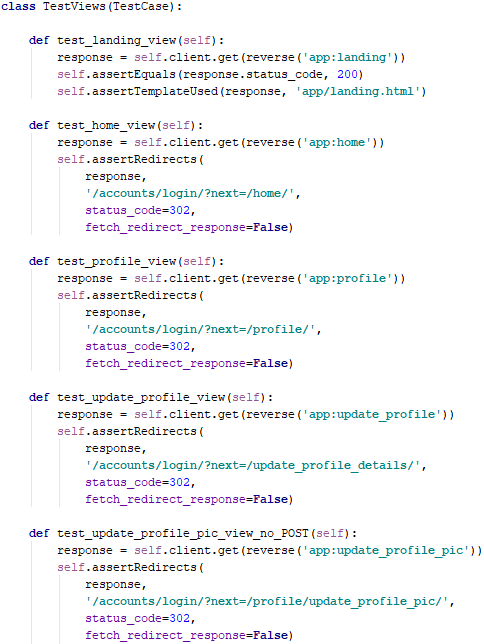 class TestViews(TestCase):
def test_landing_view(self):
response = self.client.get(reverse('app:landing'))
self.assertEquals(response.status_code, 200)
self.assertTemplateUsed(response, 'app/landing.html')
def test_home_view(self):
response = self.client.get(reverse('app:home'))
self.assertRedirects(
response,
'/accounts/login/?next=/home/',
status_code=302,
fetch_redirect_response=False)
def test_profile_view(self):
response = self.client.get(reverse('app:profile'))
self.assertRedirects(
response,
'/accounts/login/?next=/profile/',
status_code=302,
fetch_redirect_response=False)
def test_update_profile_view(self):
response = self.client.get(reverse('app:update_profile'))
self.assertRedirects(
response,
'/accounts/login/?next=/update_profile_details/',
status_code=302,
fetch_redirect_response=False)
def test_update_profile_pic_view_no_POST(self):
response = self.client.get(reverse('app:update_profile_pic'))
self.assertRedirects(
response,
'/accounts/login/?next=/profile/update_profile_pic/',
status_code=302,
fetch_redirect_response=False)